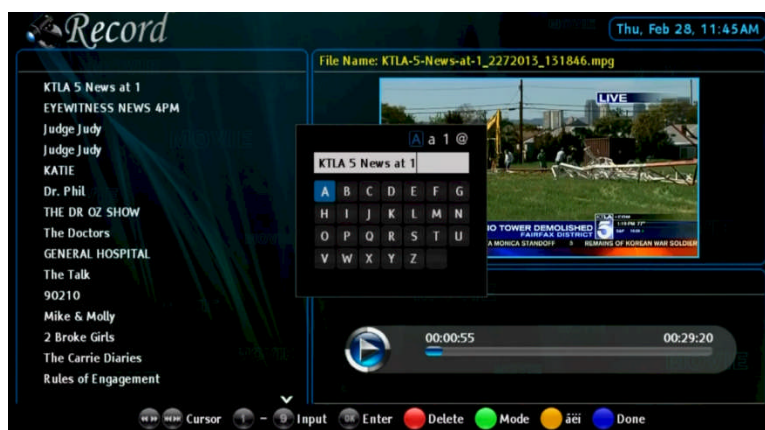 Record
Thu, Feb 28, 11:45AM
File Name: KTLA-5-News-at-1_2272013_131846.mpg
KTLA 5 News at 1
EYEWITNESS NEWS 4PM
Judge Judy
Judge Judy
KATIE
Dr. Phil
THE DR OZ SHOW
The Doctors
GENERAL HOSPITAL
The Talk
90210
Mike & Molly
2 Broke Girls
The Carrie Diaries
Rules of Engagement
LIVE
A a 1 @
KTLA 5 News at 1
A B C D E F G
H I J K L M N
O P Q R S T U
V W X Y Z
IO TOWER DEMOLISHED
FAIRFAX DISTRICT
5
A MONICA STANDOFF
REMAINS OF KOREAN WAR SOLDIER
00:00:55 00:29:20
Cursor 1 - 9 Input OK Enter Delete Mode äëï Done